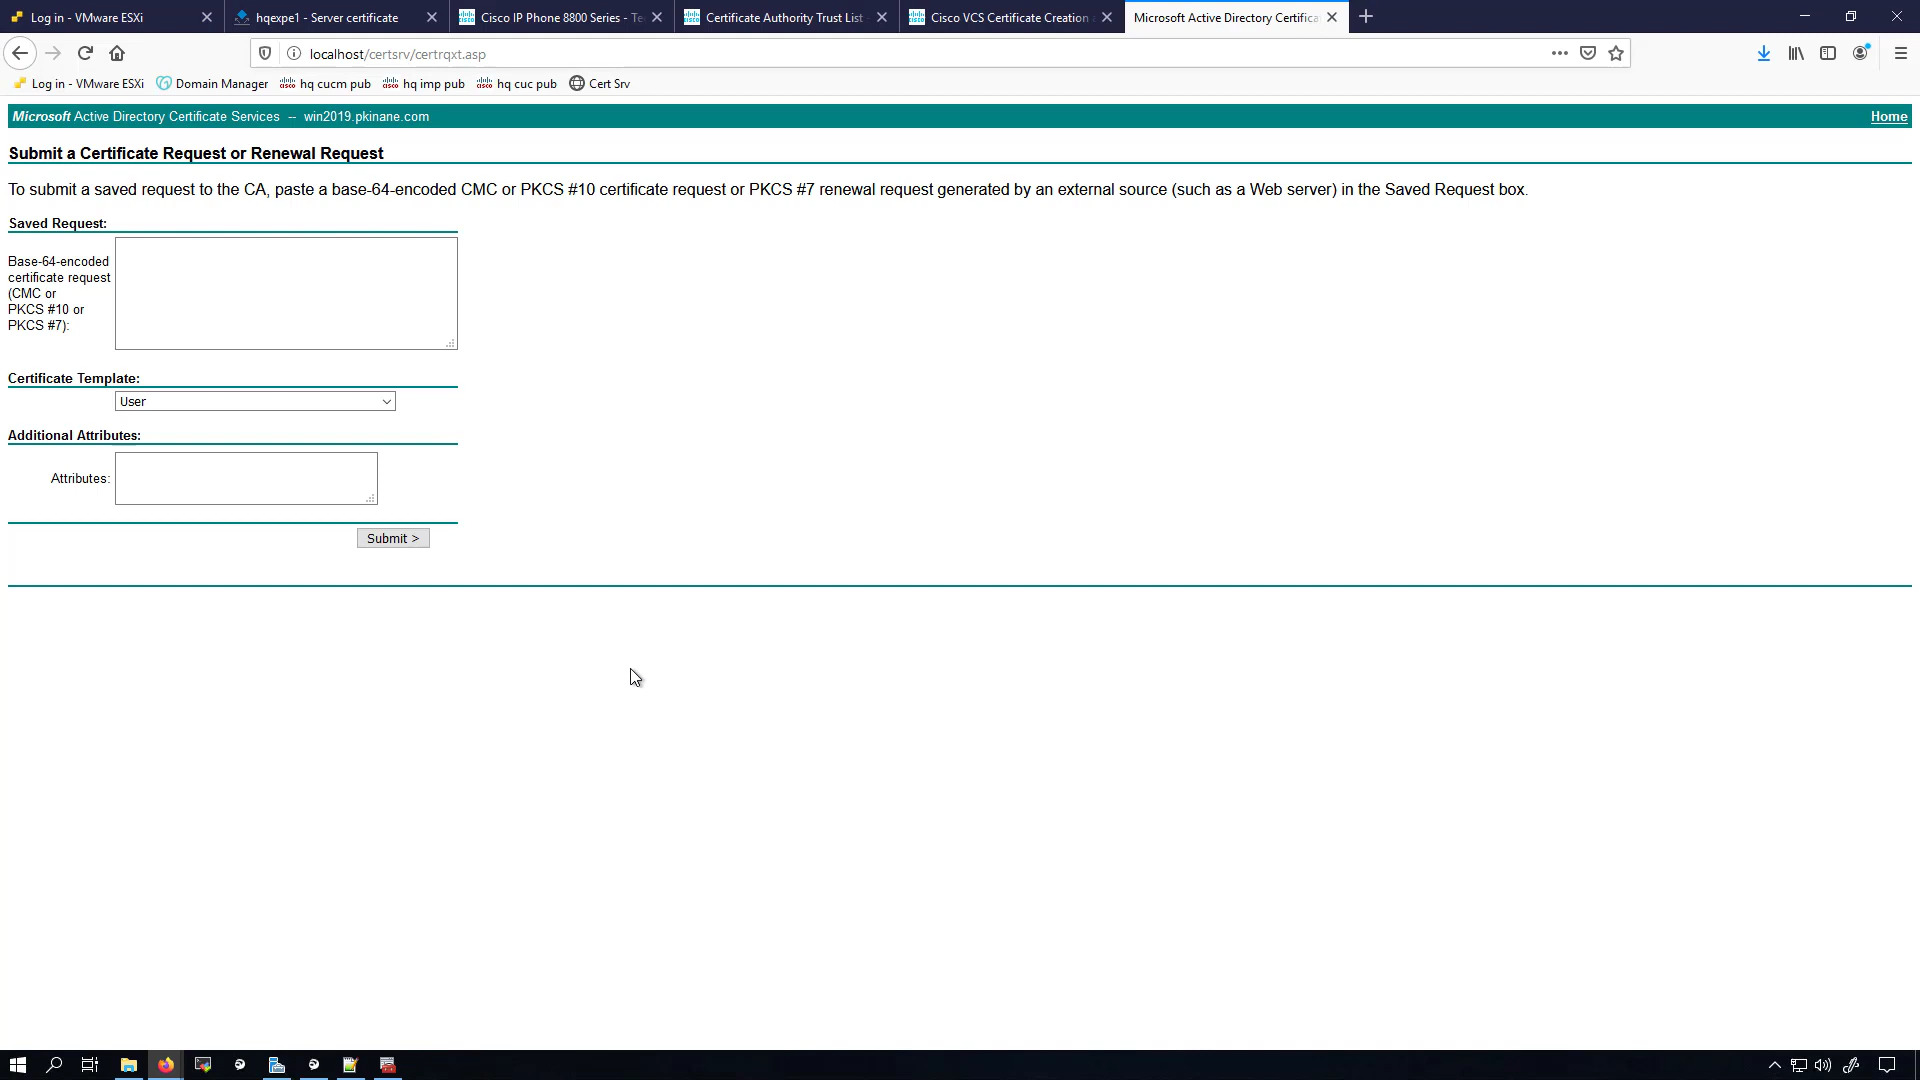 Log in - VMware ESXi
hqexpe1 - Server certificate
Cisco IP Phone 8800 Series - Te
Certificate Authority Trust List -
Cisco VCS Certificate Creation
Microsoft Active Directory Certifica
localhost/certsrv/certrqxt.asp
Log in - VMware ESXi
Domain Manager
hq cucm pub
hq imp pub
hq cuc pub
Cert Srv
Microsoft Active Directory Certificate Services -- win2019.pkinane.com
Home
Submit a Certificate Request or Renewal Request
To submit a saved request to the CA, paste a base-64-encoded CMC or PKCS #10 certificate request or PKCS #7 renewal request generated by an external source (such as a Web server) in the Saved Request box.
Saved Request:
Base-64-encoded
certificate request
(CMC or
PKCS #10 or
PKCS #7):
Certificate Template:
User
Additional Attributes:
Attributes:
Submit >